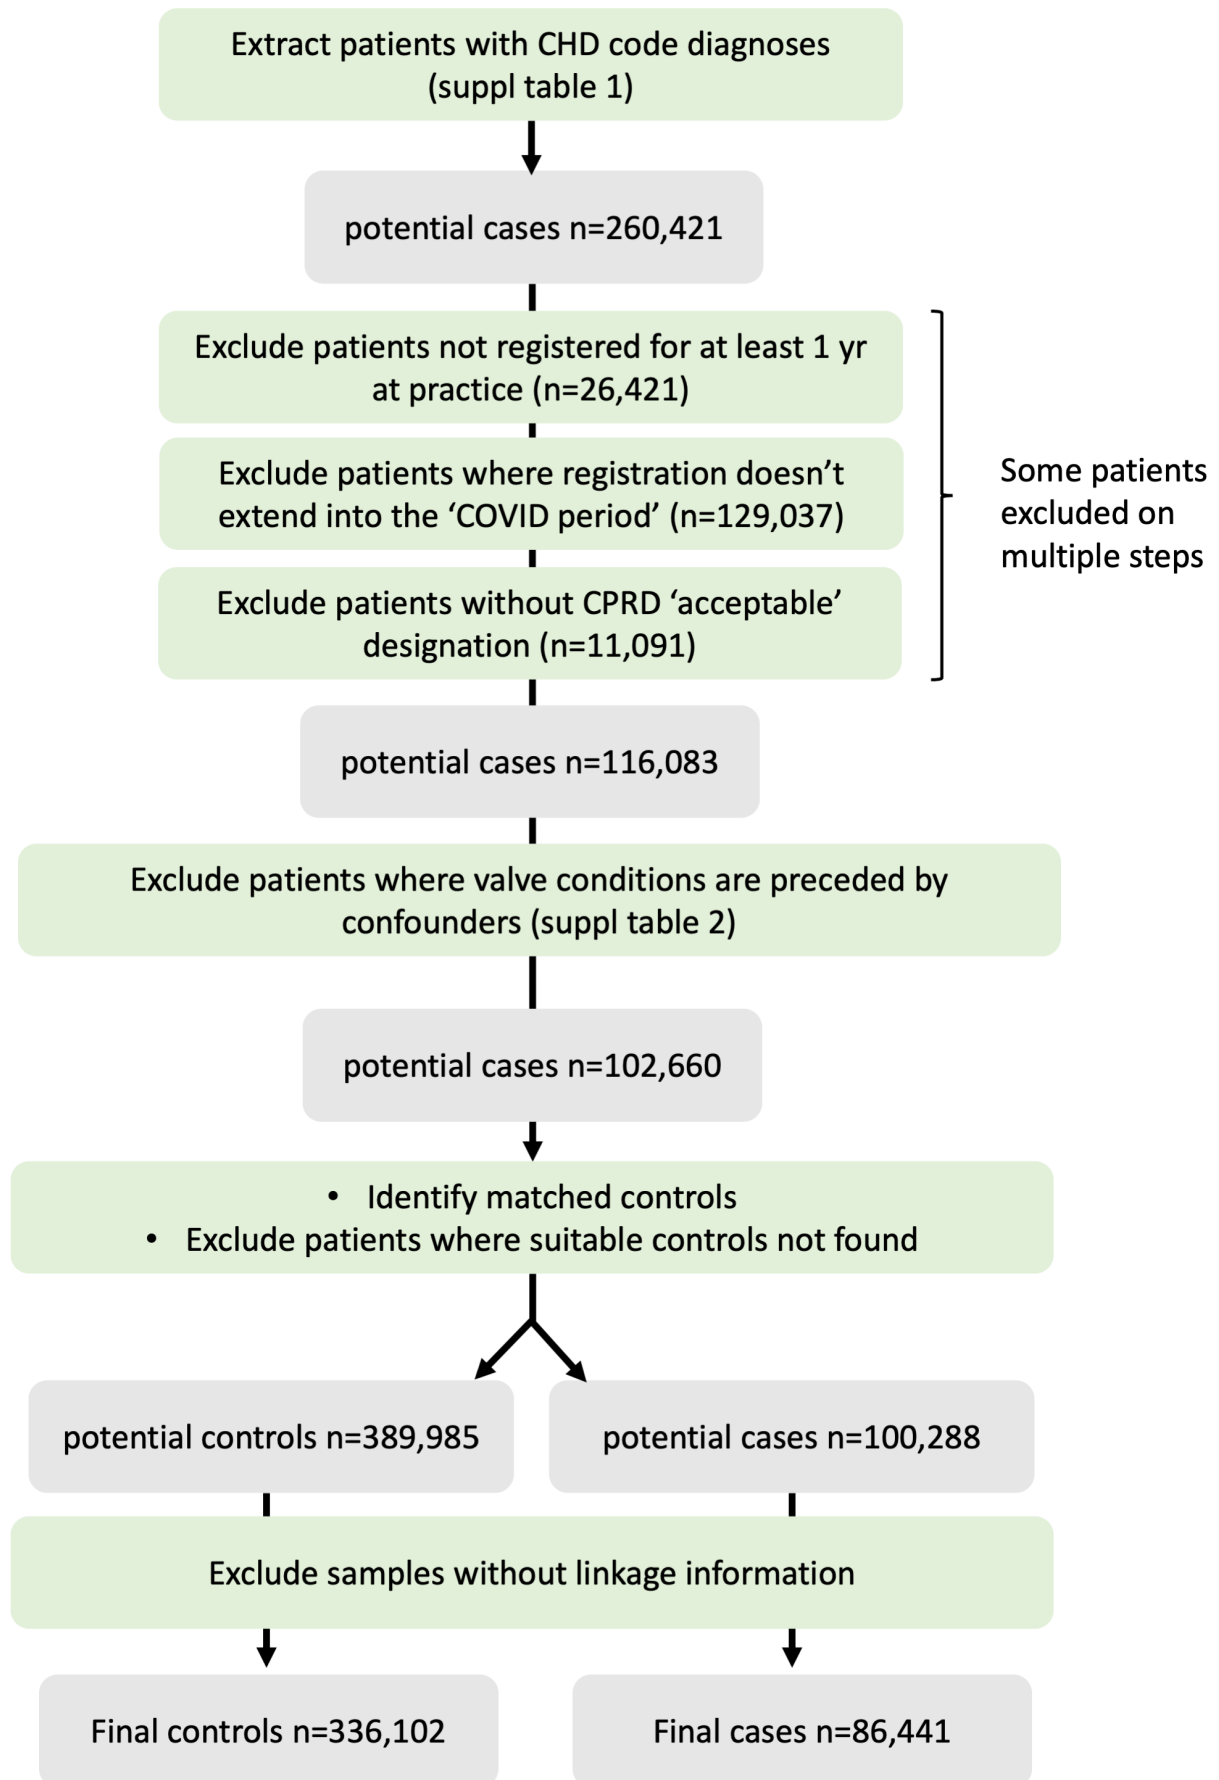 Extract patients with CHD code diagnoses
(suppl table 1)
potential cases n=260,421
Exclude patients not registered for at least 1 yr
at practice (n=26,421)
Exclude patients where registration doesn’t
extend into the ‘COVID period’ (n=129,037)
Exclude patients without CPRD ‘acceptable’
designation (n=11,091)
Some patients
excluded on
multiple steps
potential cases n=116,083
Exclude patients where valve conditions are preceded by
confounders (suppl table 2)
potential cases n=102,660
• Identify matched controls
• Exclude patients where suitable controls not found
potential controls n=389,985
potential cases n=100,288
Exclude samples without linkage information
Final controls n=336,102
Final cases n=86,441